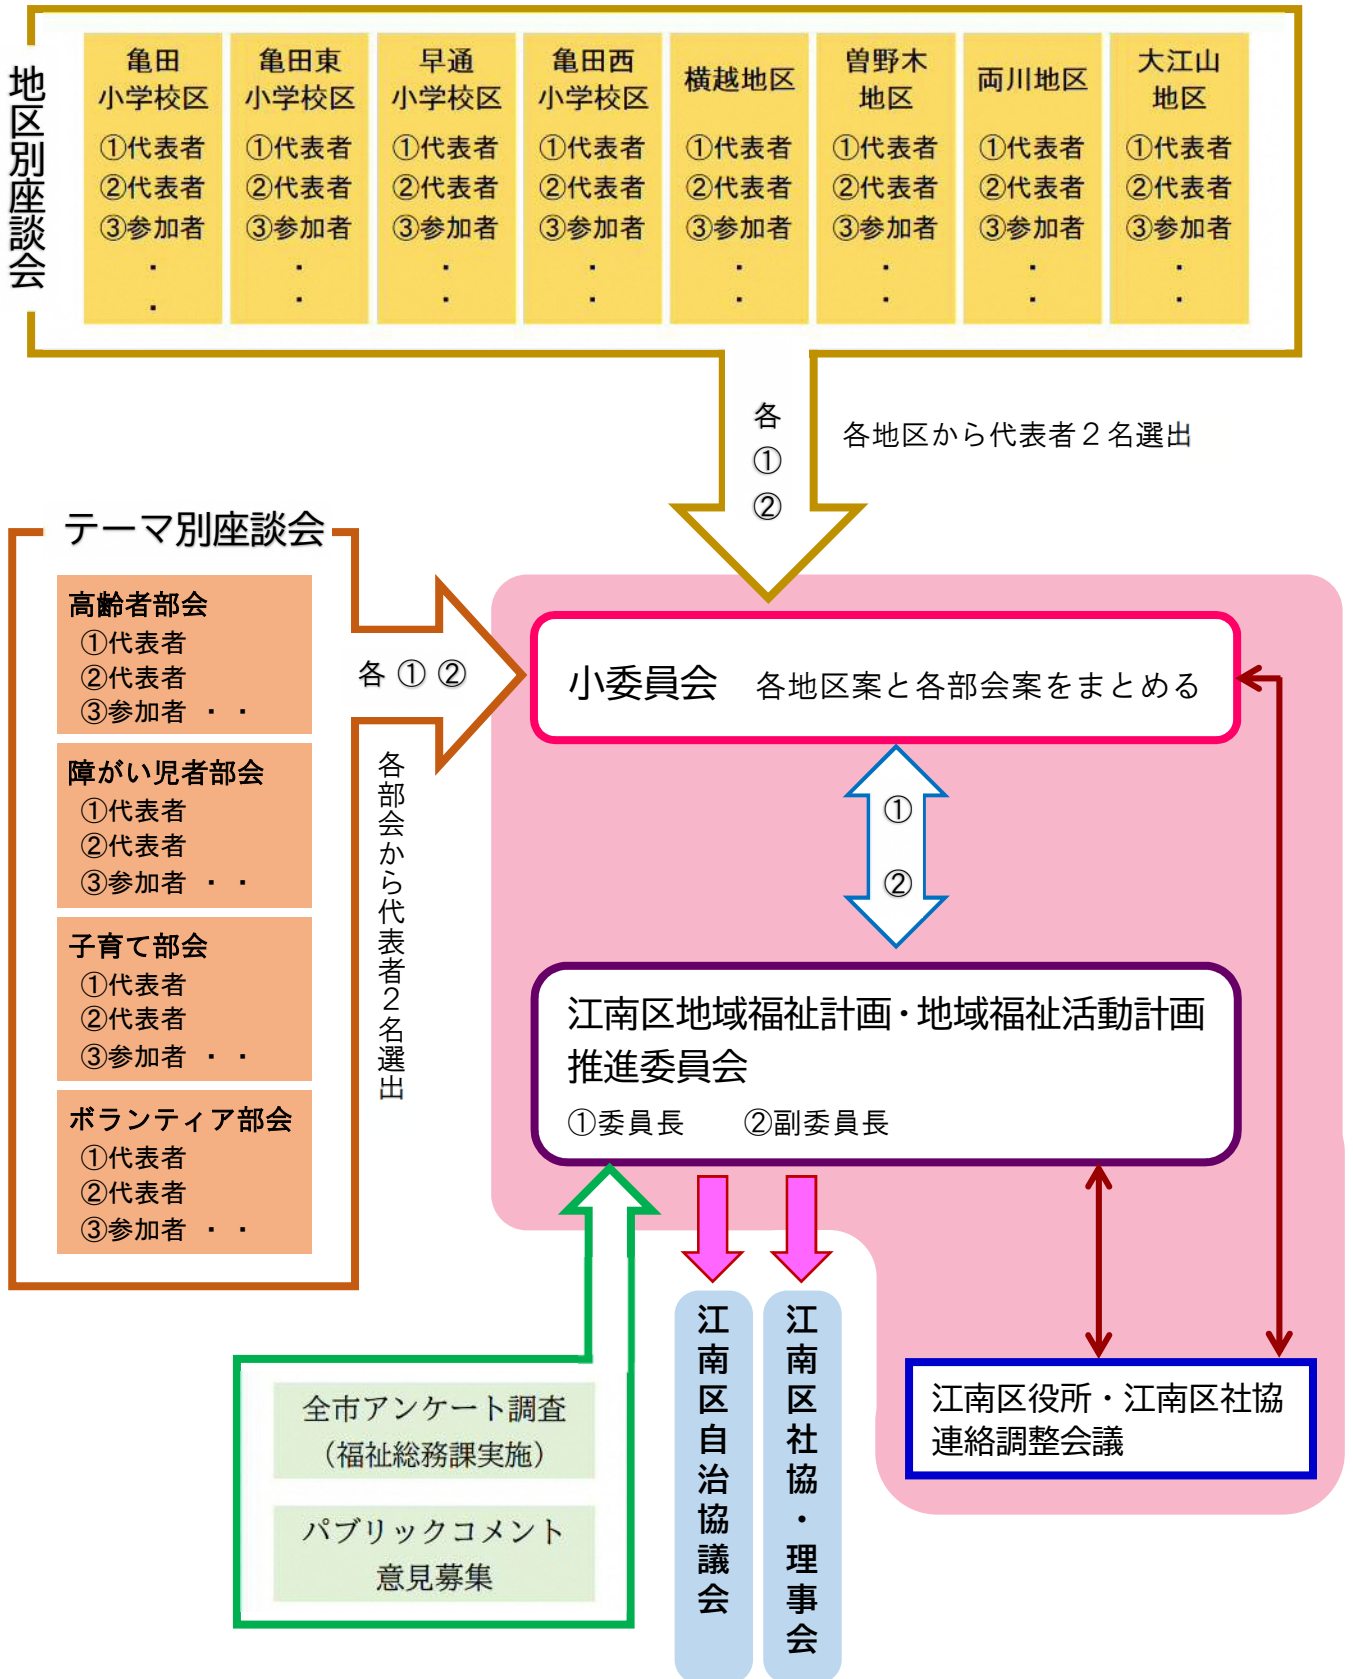 地区別座談会
亀田
小学校区
①代表者
②代表者
③参加者
・
・
亀田東
小学校区
①代表者
②代表者
③参加者
・
・
早通
小学校区
①代表者
②代表者
③参加者
・
・
亀田西
小学校区
①代表者
②代表者
③参加者
・
・
横越地区
①代表者
②代表者
③参加者
・
・
曽野木
地区
①代表者
②代表者
③参加者
・
・
両川地区
①代表者
②代表者
③参加者
・
・
大江山
地区
①代表者
②代表者
③参加者
・
・
各①②
各地区から代表者２名選出
テーマ別座談会
高齢者部会
①代表者
②代表者
③参加者 ・・
障がい児者部会
①代表者
②代表者
③参加者 ・・
子育て部会
①代表者
②代表者
③参加者 ・・
ボランティア部会
①代表者
②代表者
③参加者 ・・
各①②
各部会から代表者２名選出
小委員会 各地区案と各部会案をまとめる
①
②
江南区地域福祉計画・地域福祉活動計画
推進委員会
①委員長 ②副委員長
全市アンケート調査
（福祉総務課実施）
パブリックコメント
意見募集
江南区自治協議会
江南区社協・理事会
江南区役所・江南区社協
連絡調整会議